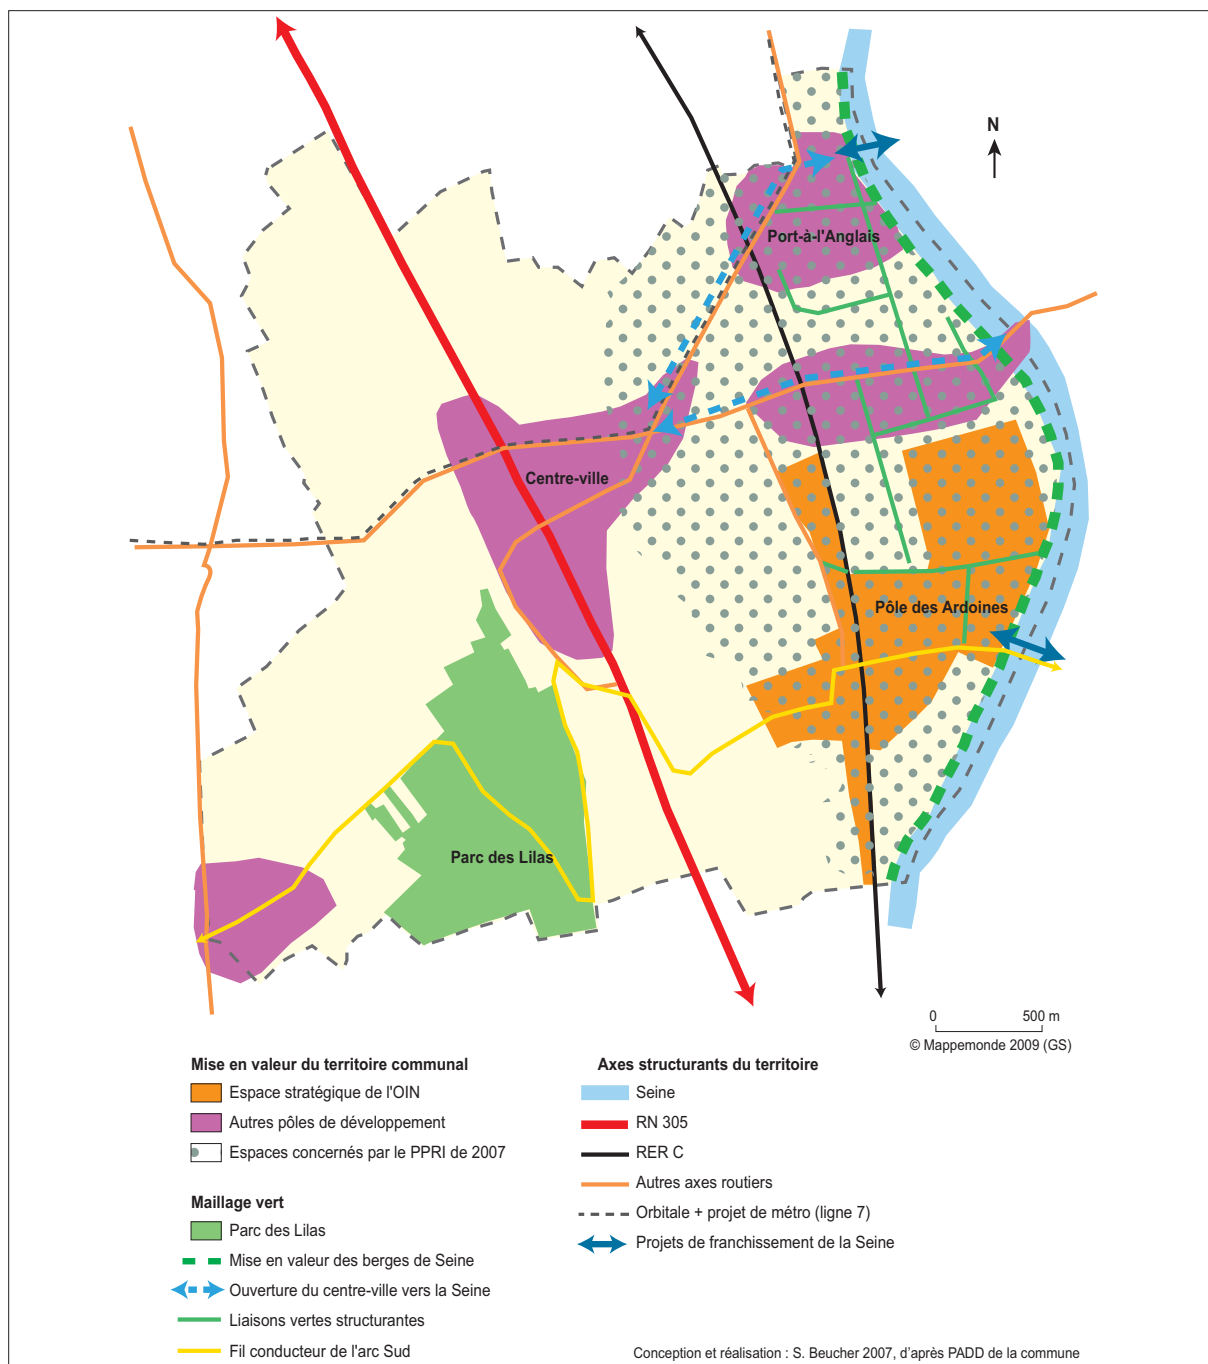 N
Port-à-l'Anglais
Centre-ville
Pôle des Ardoines
Parc des Lilas
0 500 m
© Mappemonde 2009 (GS)
Mise en valeur du territoire communal
Espace stratégique de l'OIN
Autres pôles de développement
Espaces concernés par le PPRI de 2007
Maillage vert
Parc des Lilas
Mise en valeur des berges de Seine
Ouverture du centre-ville vers la Seine
Liaisons vertes structurantes
Fil conducteur de l'arc Sud
Axes structurants du territoire
Seine
RN 305
RER C
Autres axes routiers
Orbitale + projet de métro (ligne 7)
Projets de franchissement de la Seine
Conception et réalisation : S. Beucher 2007, d'après PADD de la commune